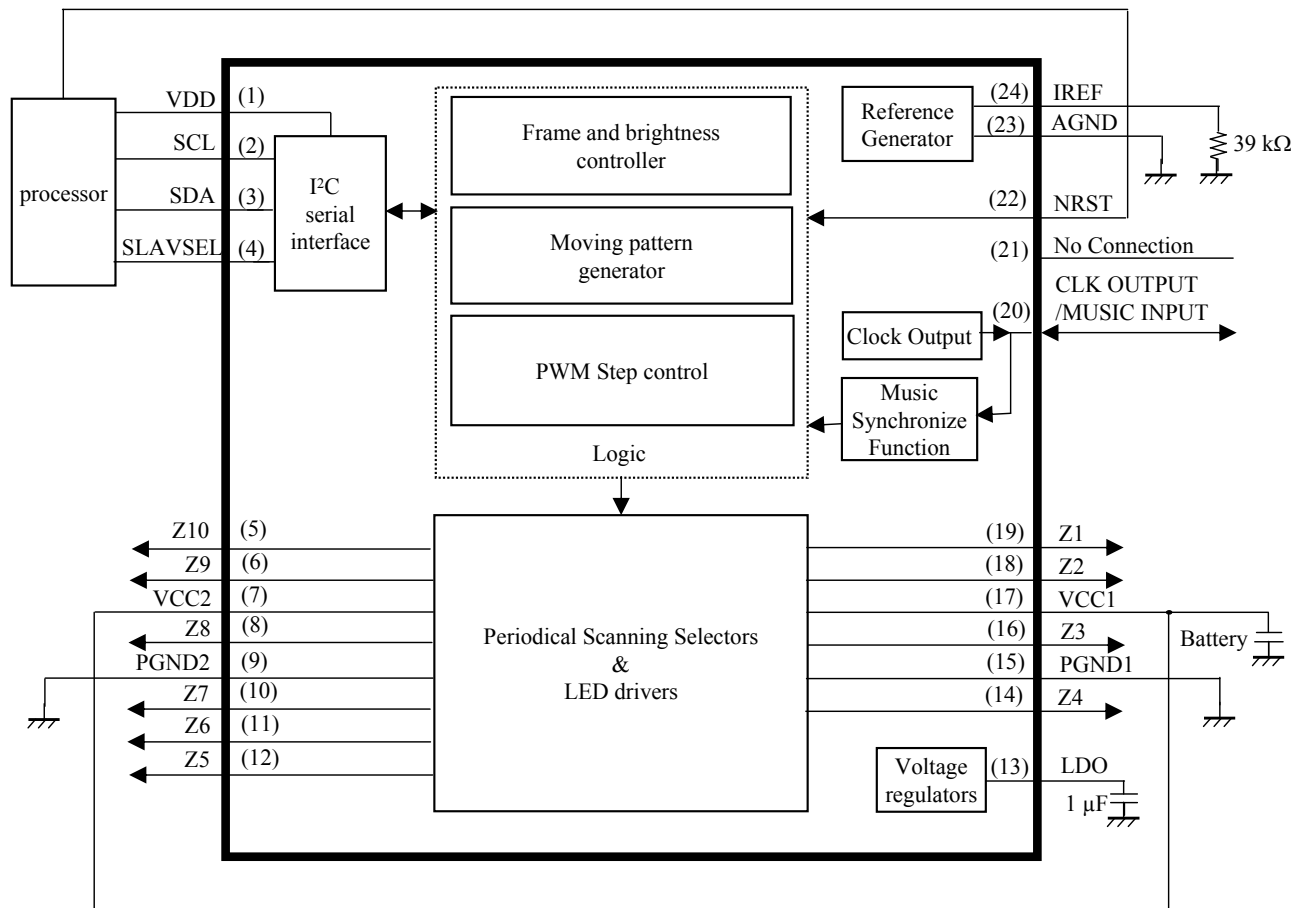 processor
VDD
(1)
SCL
(2)
SDA
(3)
SLAVSEL
(4)
I²C
serial
interface
Frame and brightness
controller
Moving pattern
generator
PWM Step control
Logic
Reference
Generator
(24)
IREF
(23)
AGND
39 kΩ
(22)
NRST
(21)
No Connection
CLK OUTPUT
/MUSIC INPUT
(20)
Clock Output
Music
Synchronize
Function
Z10
(5)
Z9
(6)
VCC2
(7)
Z8
(8)
PGND2
(9)
Z7
(10)
Z6
(11)
Z5
(12)
Periodical Scanning Selectors
&
LED drivers
(19)
Z1
(18)
Z2
(17)
VCC1
(16)
Z3
Battery
(15)
PGND1
(14)
Z4
Voltage
regulators
(13)
LDO
1 µF